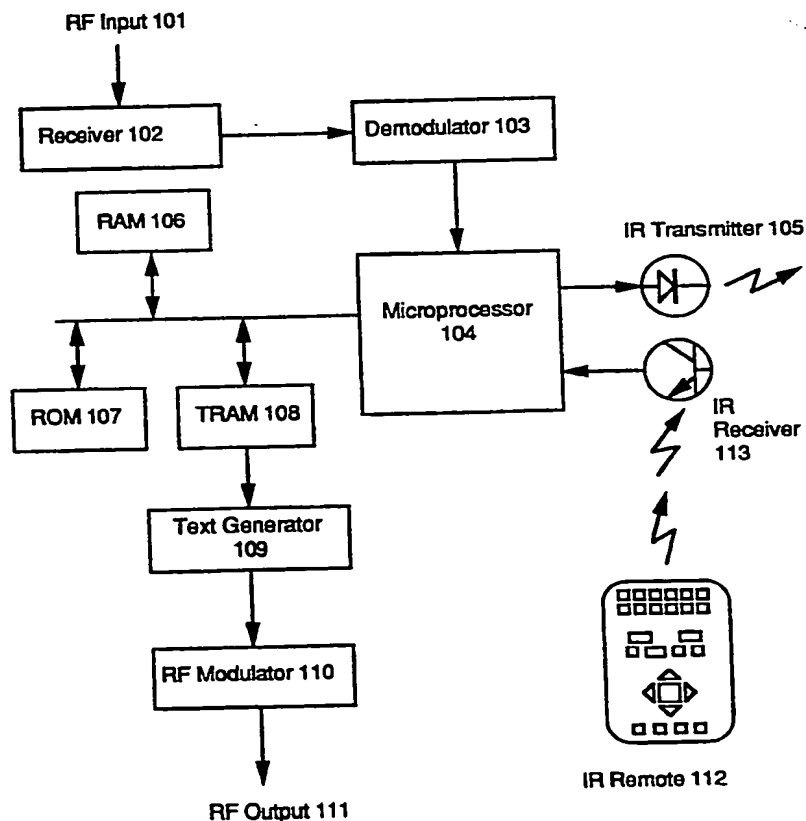 RF Input 101
Receiver 102
Demodulator 103
RAM 106
IR Transmitter 105
Microprocessor
104
ROM 107
TRAM 108
IR
Receiver
113
Text Generator
109
RF Modulator 110
IR Remote 112
RF Output 111